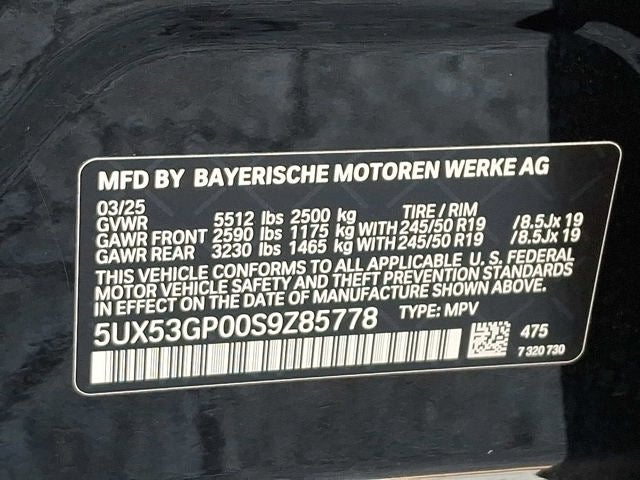 MFD BY BAYERISCHE MOTOREN WERKE AG
03/25 TIRE / RIM
GVWR 5512 lbs 2500 kg
GAWR FRONT 2590 lbs 1175 kg WITH 245/50 R19 /8.5Jx 19
GAWR REAR 3230 lbs 1465 kg WITH 245/50 R19 /8.5Jx 19
THIS VEHICLE CONFORMS TO ALL APPLICABLE U. S. FEDERAL
MOTOR VEHICLE SAFETY AND THEFT PREVENTION STANDARDS
IN EFFECT ON THE DATE OF MANUFACTURE SHOWN ABOVE.
5UX53GP00S9Z85778 TYPE: MPV
475
7 320 730